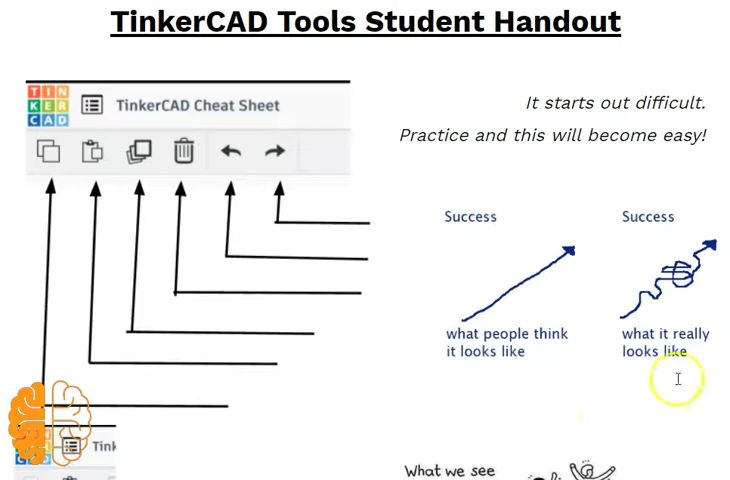 TinkerCAD Tools Student Handout
TIN
KER
CAD
TinkerCAD Cheat Sheet
It starts out difficult.
Practice and this will become easy!
Success
what people think
it looks like
Success
what it really
looks like
Tink
What we see